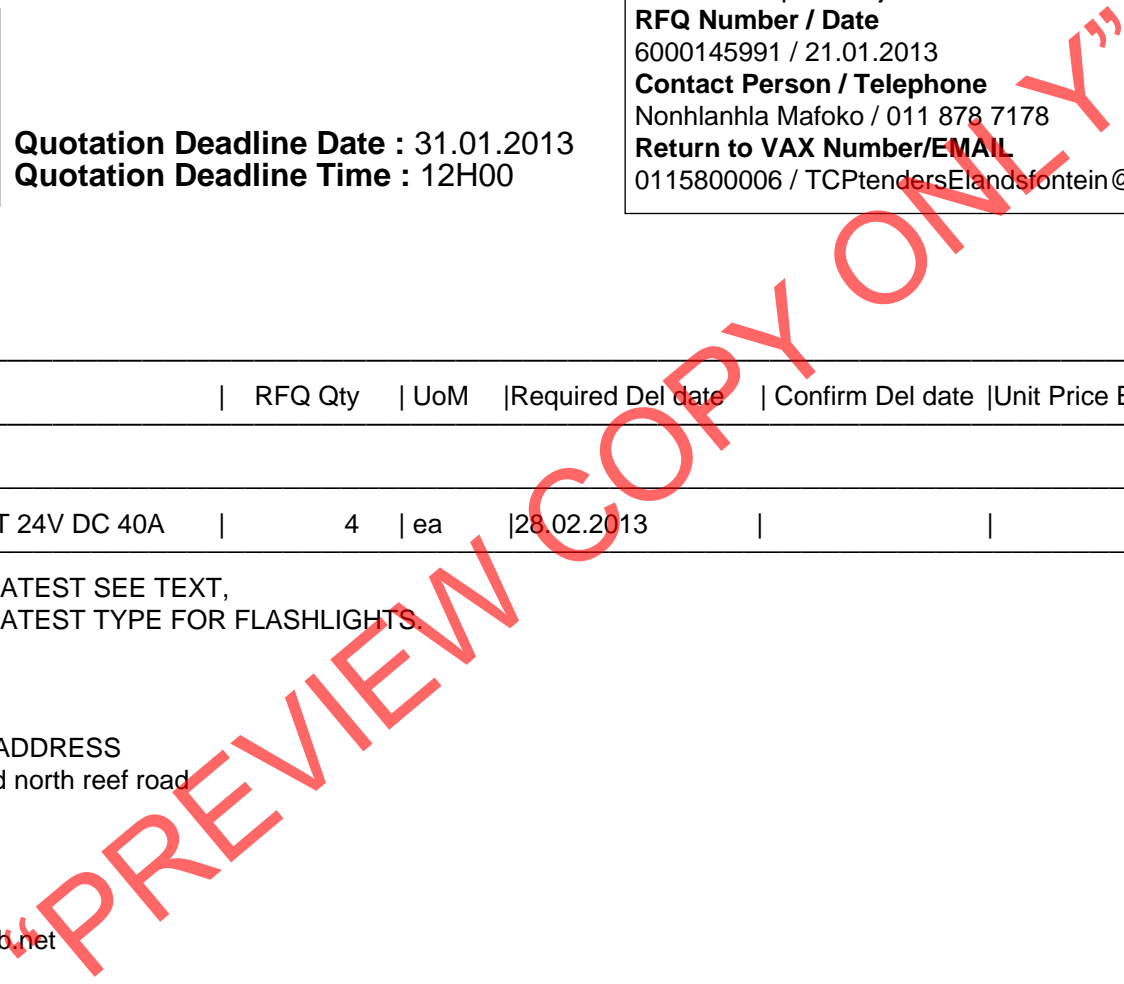 RFQ Number / Date
6000145991 / 21.01.2013
Contact Person / Telephone
Nonhlanhla Mafoko / 011 878 7178
Return to VAX Number/EMAIL
0115800006 / TCPtendersElandsfontein@
Quotation Deadline Date : 31.01.2013
Quotation Deadline Time : 12H00
| RFQ Qty | UoM |Required Del date | Confirm Del date |Unit Price E
T 24V DC 40A | 4 | ea |28.02.2013 | |
ATEST SEE TEXT,
ATEST TYPE FOR FLASHLIGHTS.
ADDRESS
d north reef road
b.net
“PREVIEW COPY ONLY”